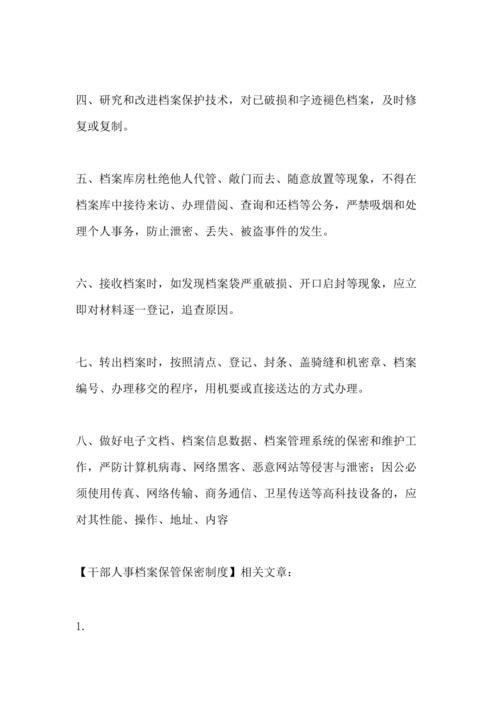 四、研究和改进档案保护技术，对已破损和字迹褪色档案，及时修
复或复制。
五、档案库房杜绝他人代管、敞门而去、随意放置等现象，不得在
档案库中接待来访、办理借阅、查询和还档等公务，严禁吸烟和处
理个人事务，防止泄密、丢失、被盗事件的发生。
六、接收档案时，如发现档案袋严重破损、开口启封等现象，应立
即对材料逐一登记，追查原因。
七、转出档案时，按照清点、登记、封条、盖骑缝和机密章、档案
编号、办理移交的程序，用机要或直接送达的方式办理。
八、做好电子文档、档案信息数据、档案管理系统的保密和维护工
作，严防计算机病毒、网络黑客、恶意网站等侵害与泄密；因公必
须使用传真、网络传输、商务通信、卫星传送等高科技设备的，应
对其性能、操作、地址、内容
【干部人事档案保管保密制度】相关文章：
1.